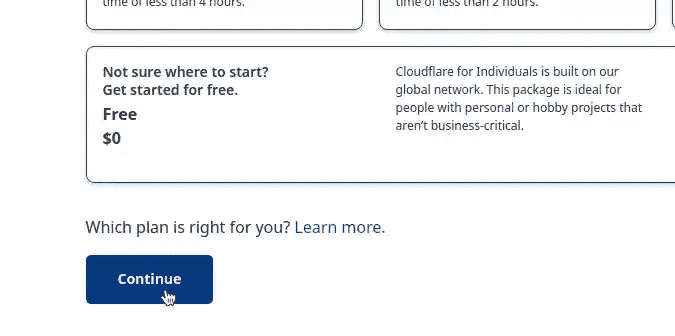 time of less than 4 hours.
time of less than 2 hours.
Not sure where to start?
Get started for free.
Free
$0
Cloudflare for Individuals is built on our
global network. This package is ideal for
people with personal or hobby projects that
aren’t business-critical.
Which plan is right for you? Learn more.
Continue